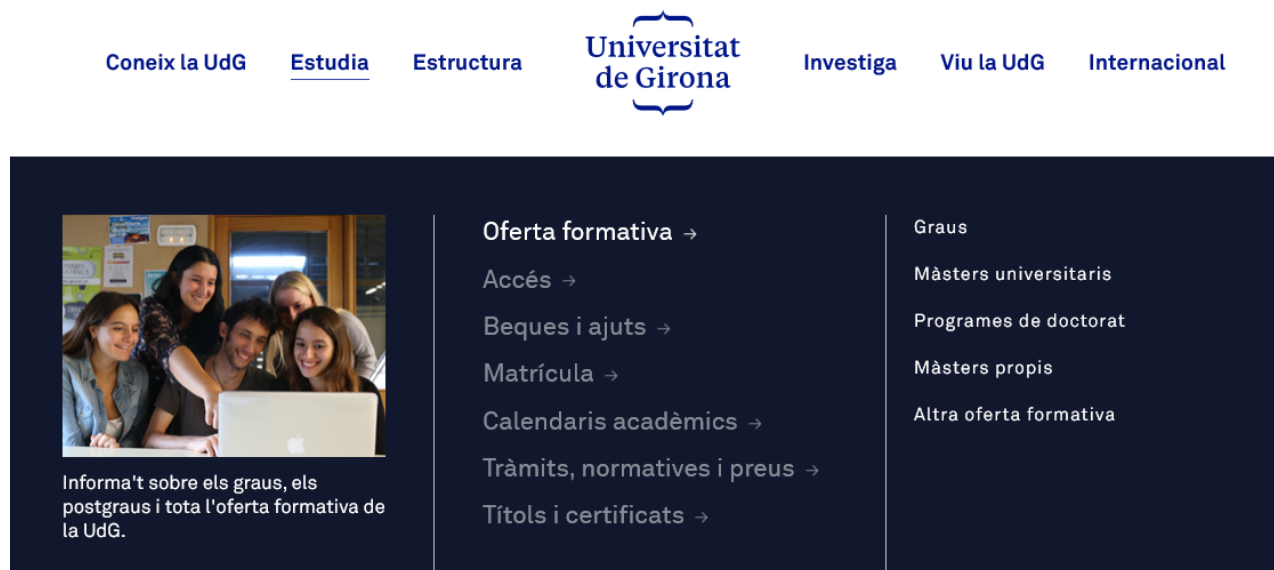 Coneix la UdG
Estudia
Estructura
Universitat
de Girona
Investiga
Viu la UdG
Internacional
Informa't sobre els graus, els
postgraus i tota l'oferta formativa de
la UdG.
Oferta formativa →
Accés →
Beques i ajuts →
Matrícula →
Calendaris acadèmics →
Tràmits, normatives i preus →
Títols i certificats →
Graus
Màsters universitaris
Programes de doctorat
Màsters propis
Altra oferta formativa